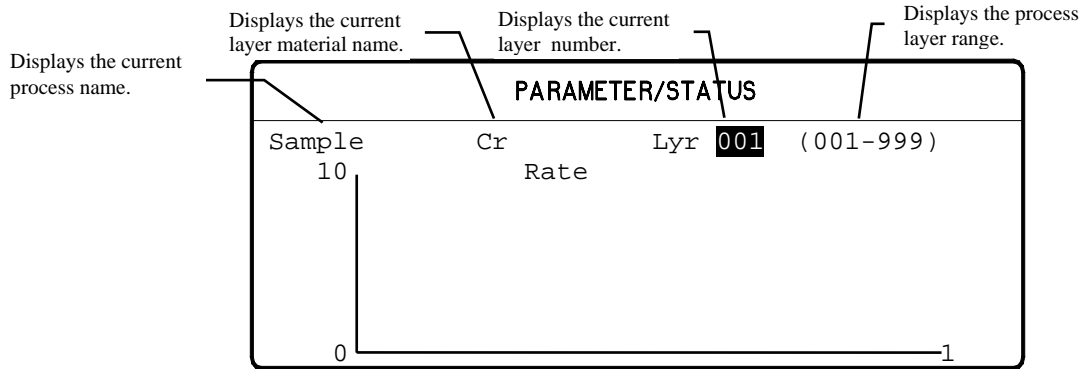 Displays the current
process name.
Displays the current
layer material name.
Displays the current
layer number.
Displays the process
layer range.
PARAMETER/STATUS
Sample Cr Lyr 001 (001-999)
10 Rate
0 1